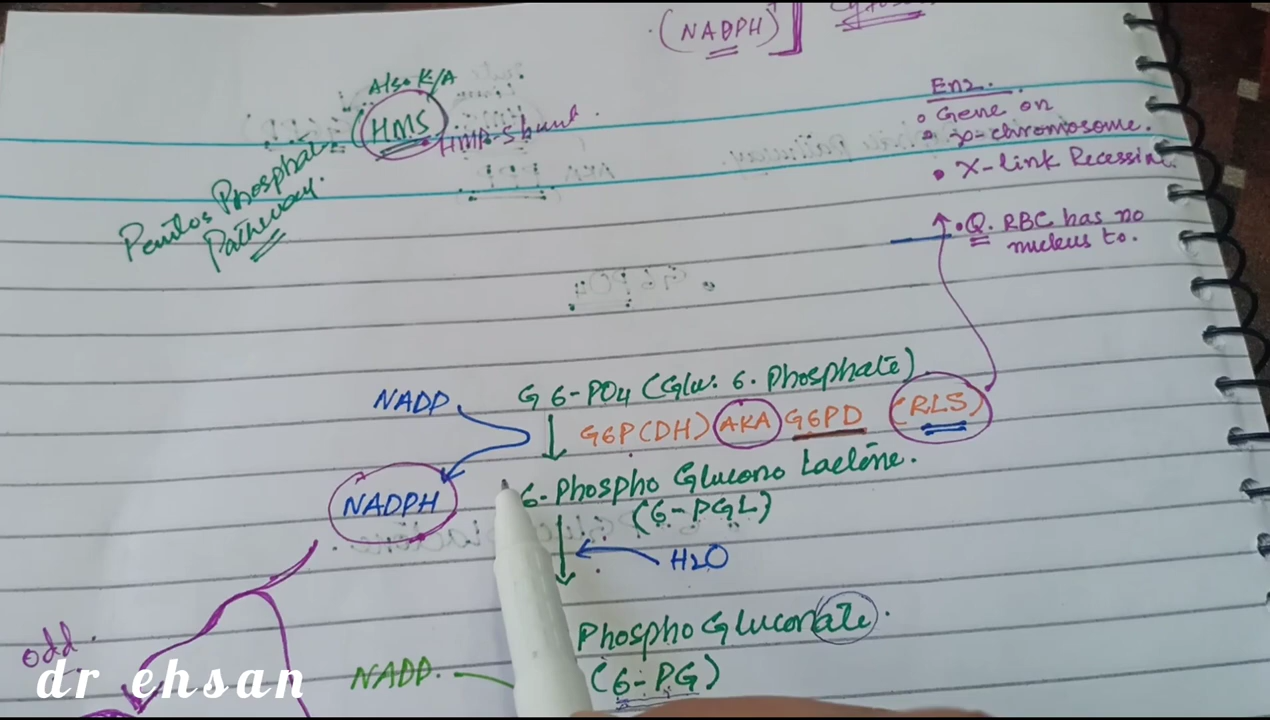 (NADPH)
Also K/A
(HMS
HMP-Shunt.
Pentos Phosphate
Pathway.
Enz.
Gene on
X-chromosome.
X-link Recessive
Q. RBC has no
nucleus to.
NADP
G 6-PO4 (Glu. 6. Phosphate)
G6P(DH) AKA G6PD (RLS)
NADPH
6-Phospho Glucono Lactone.
(6-PGL)
H2O
Phospho Gluconate.
odd.
NADP.
(6-PG)
dr ehsan